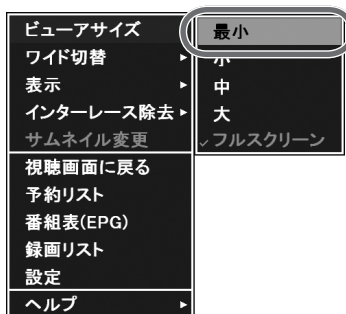 ビューアサイズ
ワイド切替
表示
インターレース除去
サムネイル変更
視聴画面に戻る
予約リスト
番組表(EPG)
録画リスト
設定
ヘルプ
最小
小
中
大
✓フルスクリーン